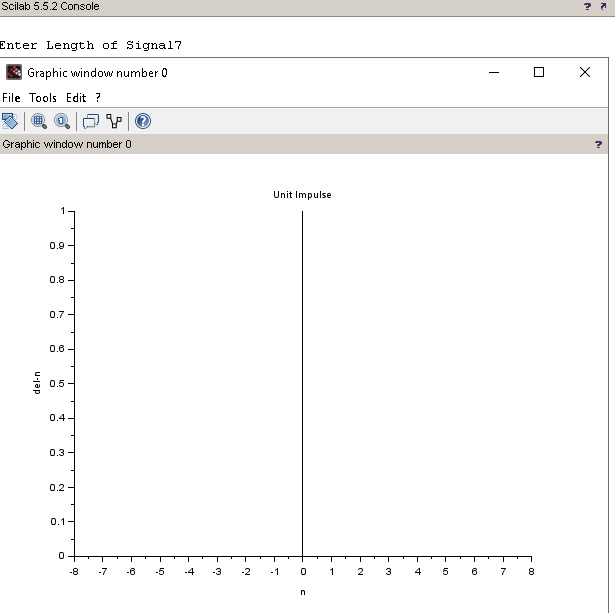 Scilab 5.5.2 Console ?
Enter Length of Signal7
Graphic window number 0
File Tools Edit ?
1 ?
Graphic window number 0 ?
Unit Impulse
1
0.9
0.8
0.7
0.6
0.5
0.4
0.3
0.2
0.1
0
del-n
-8 -7 -6 -5 -4 -3 -2 -1 0 1 2 3 4 5 6 7 8
n